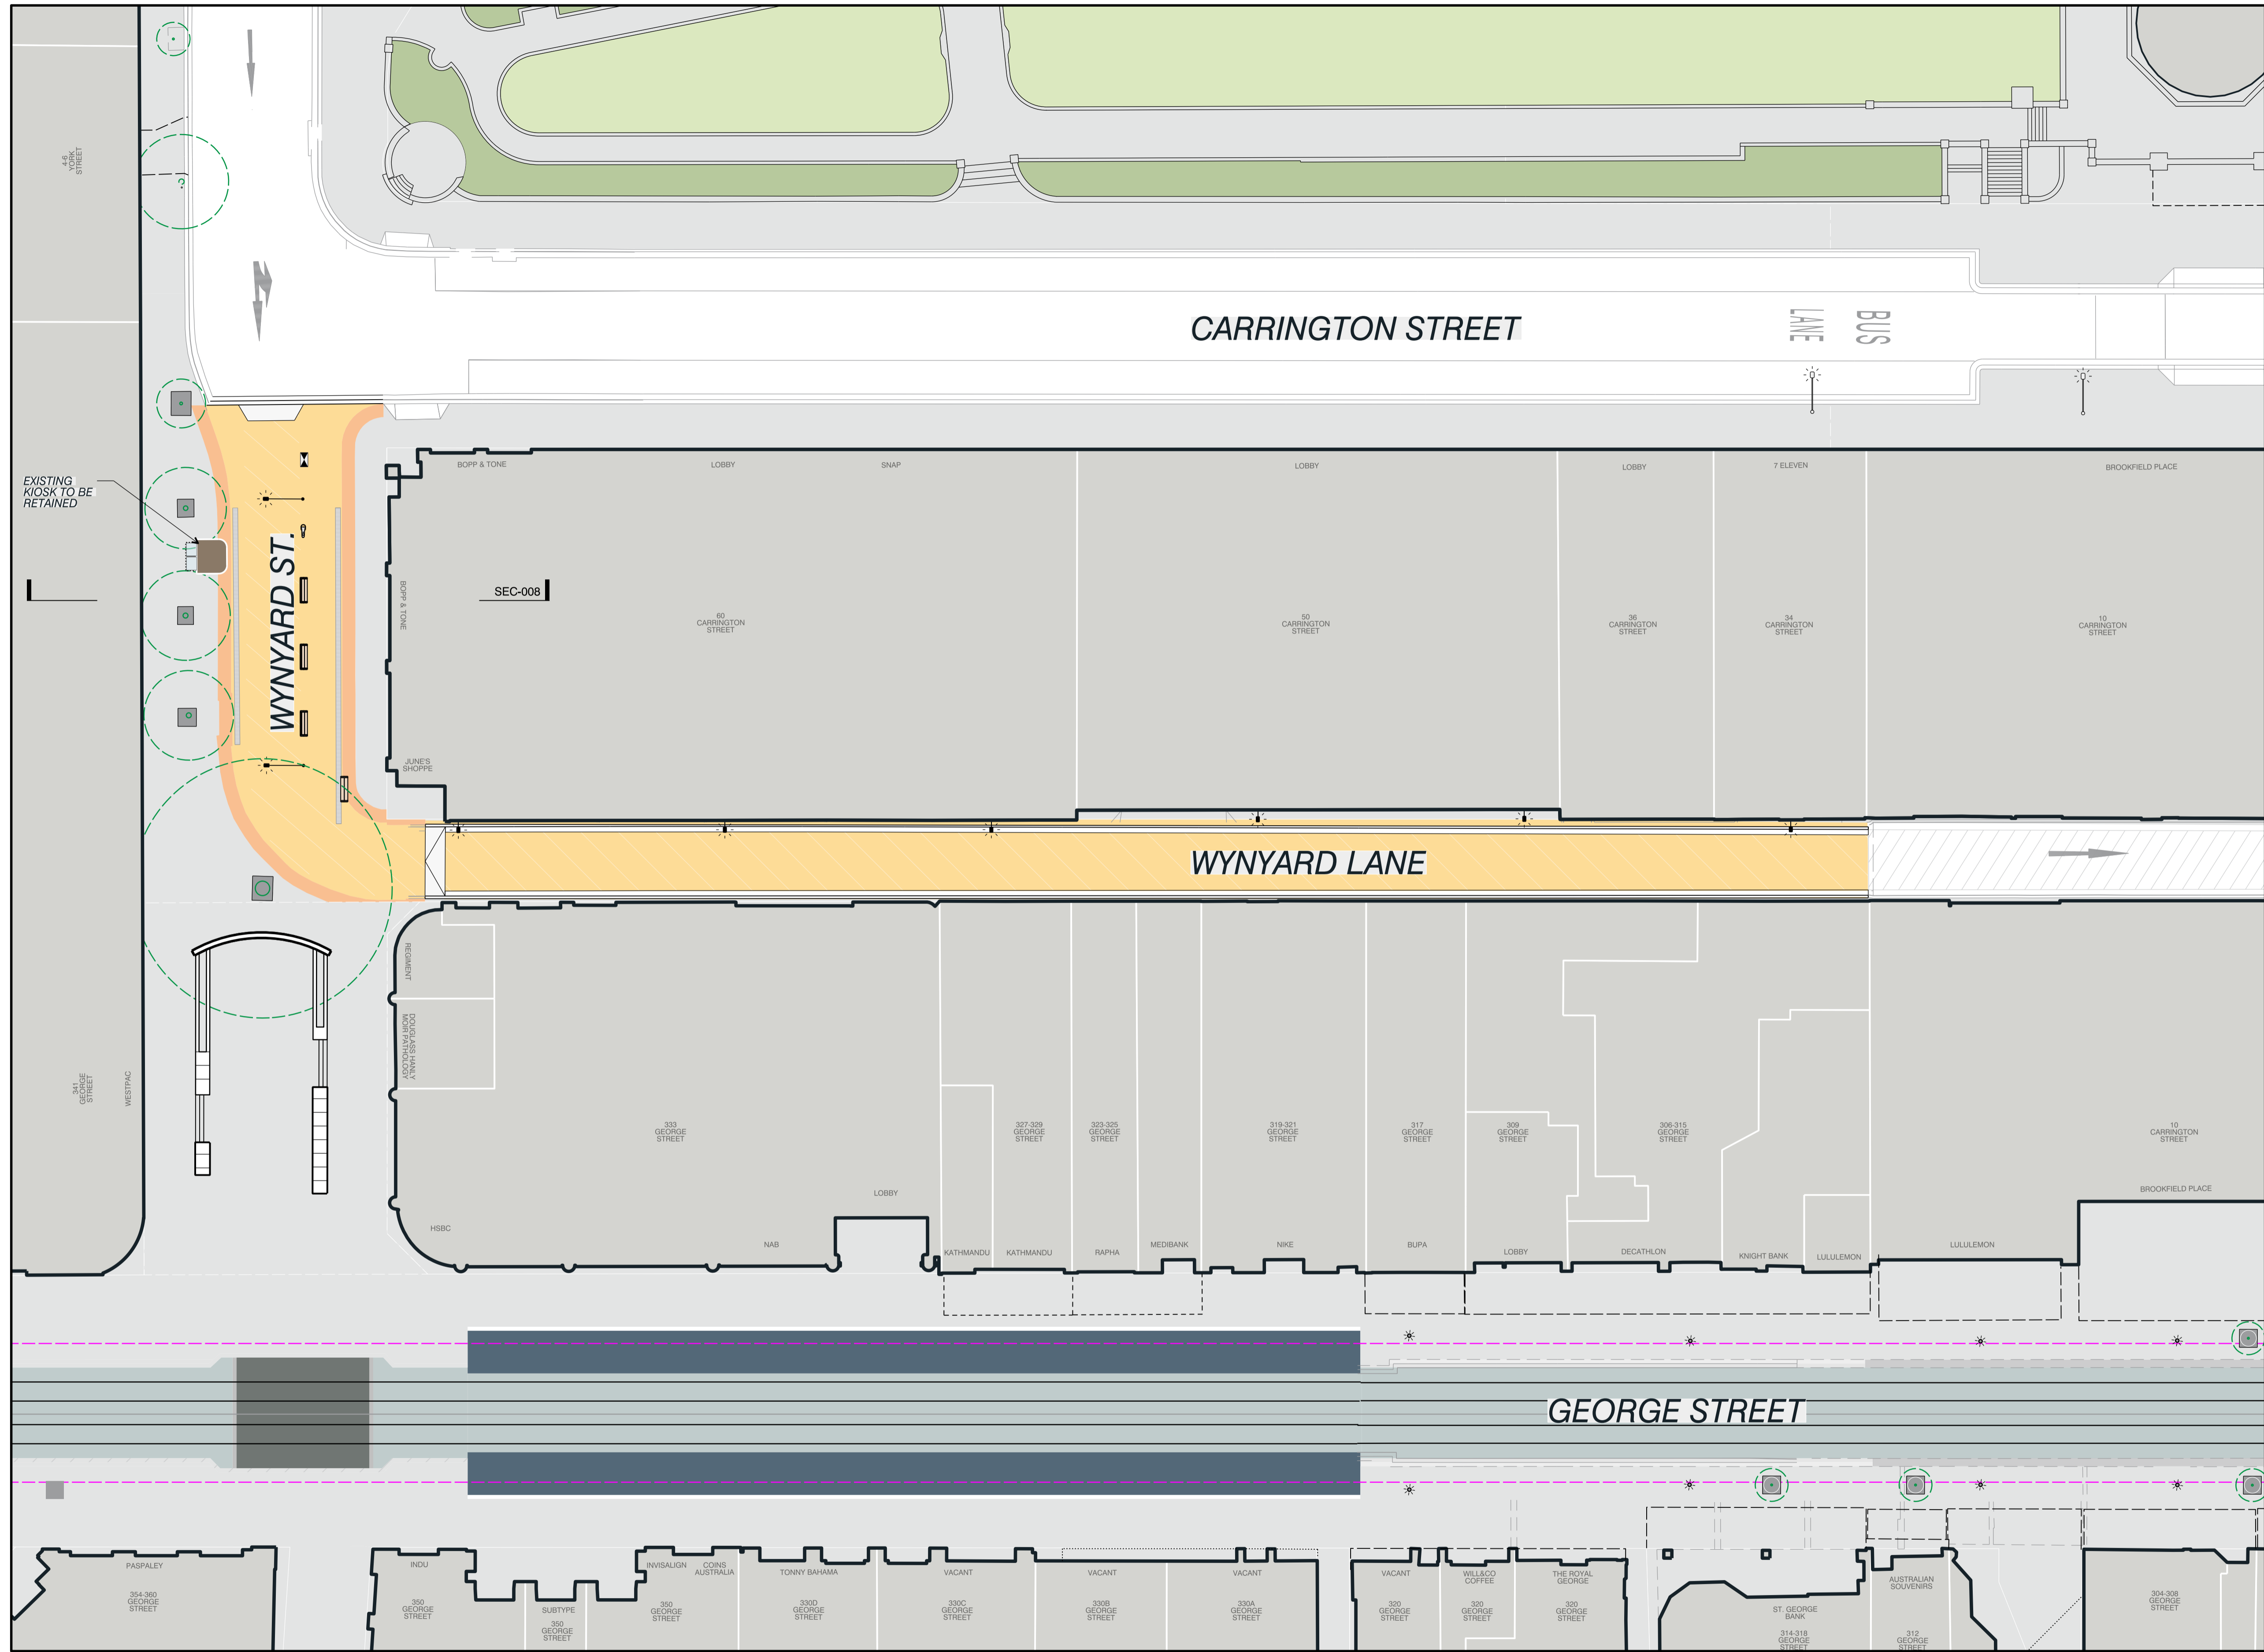 4-6
YORK
STREET
CARRINGTON STREET
BUS
LANE
EXISTING
KIOSK TO BE
RETAINED
BOPP & TONE
LOBBY
SNAP
LOBBY
LOBBY
7 ELEVEN
BROOKFIELD PLACE
WYNYARD ST.
BOPP & TONE
SEC-008
60
CARRINGTON
STREET
50
CARRINGTON
STREET
36
CARRINGTON
STREET
34
CARRINGTON
STREET
10
CARRINGTON
STREET
JUNE'S
SHOPPE
WYNYARD LANE
REGIMENT
DOUGLASS HANLY
MOIR PATHOLOGY
341
GEORGE
STREET
WESTPAC
333
GEORGE
STREET
327-329
GEORGE
STREET
323-325
GEORGE
STREET
319-321
GEORGE
STREET
317
GEORGE
STREET
309
GEORGE
STREET
306-315
GEORGE
STREET
10
CARRINGTON
STREET
LOBBY
BROOKFIELD PLACE
HSBC
NAB
KATHMANDU
KATHMANDU
RAPHA
MEDIBANK
NIKE
BUPA
LOBBY
DECATHLON
KNIGHT BANK
LULULEMON
LULULEMON
GEORGE STREET
PASPALEY
354-360
GEORGE
STREET
INDU
350
GEORGE
STREET
SUBTYPE
350
GEORGE
STREET
INVISALIGN
COINS
AUSTRALIA
350
GEORGE
STREET
TONNY BAHAMA
330D
GEORGE
STREET
VACANT
330C
GEORGE
STREET
VACANT
330B
GEORGE
STREET
VACANT
330A
GEORGE
STREET
VACANT
320
GEORGE
STREET
WILL&CO
COFFEE
320
GEORGE
STREET
THE ROYAL
GEORGE
320
GEORGE
STREET
ST. GEORGE
BANK
314-318
GEORGE
STREET
AUSTRALIAN
SOUVENIRS
312
GEORGE
STREET
304-308
GEORGE
STREET